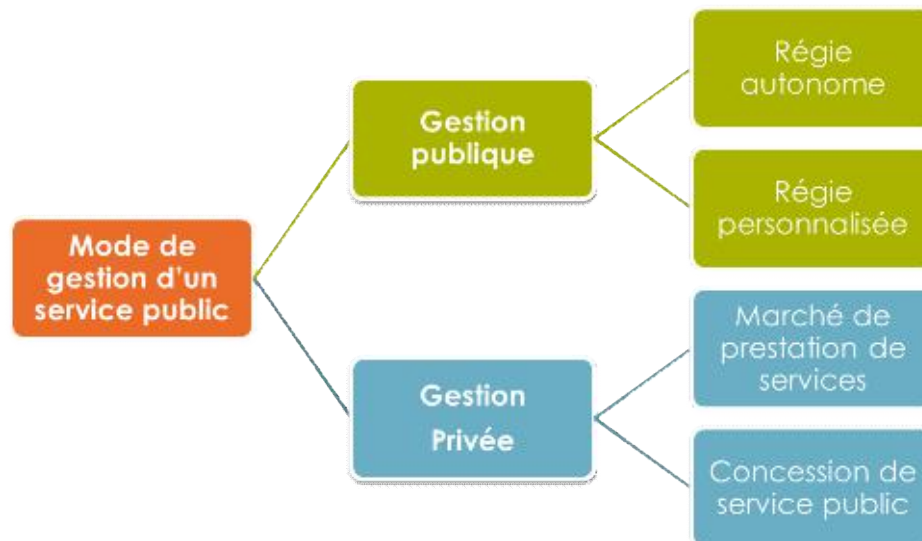 Mode de
gestion d'un
service public
Gestion
publique
Régie
autonome
Régie
personnalisée
Gestion
Privée
Marché de
prestation de
services
Concession de
service public